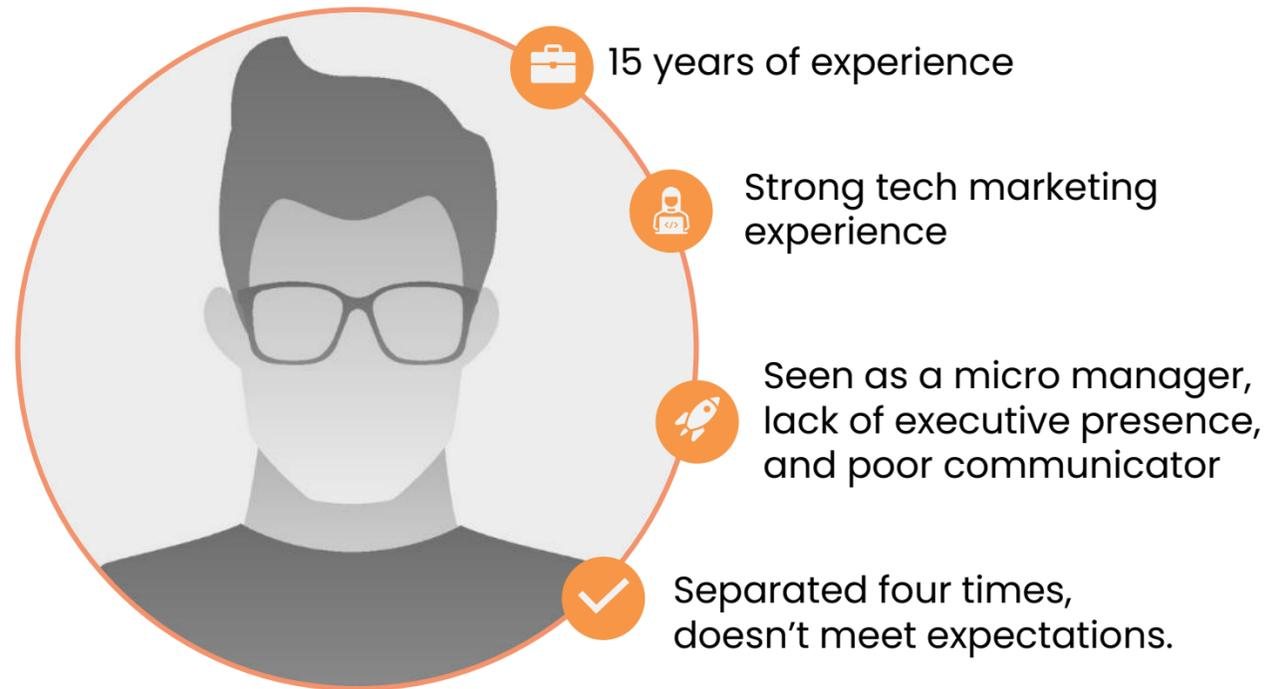 15 years of experience
Strong tech marketing
experience
Seen as a micro manager,
lack of executive presence,
and poor communicator
Separated four times,
doesn’t meet expectations.